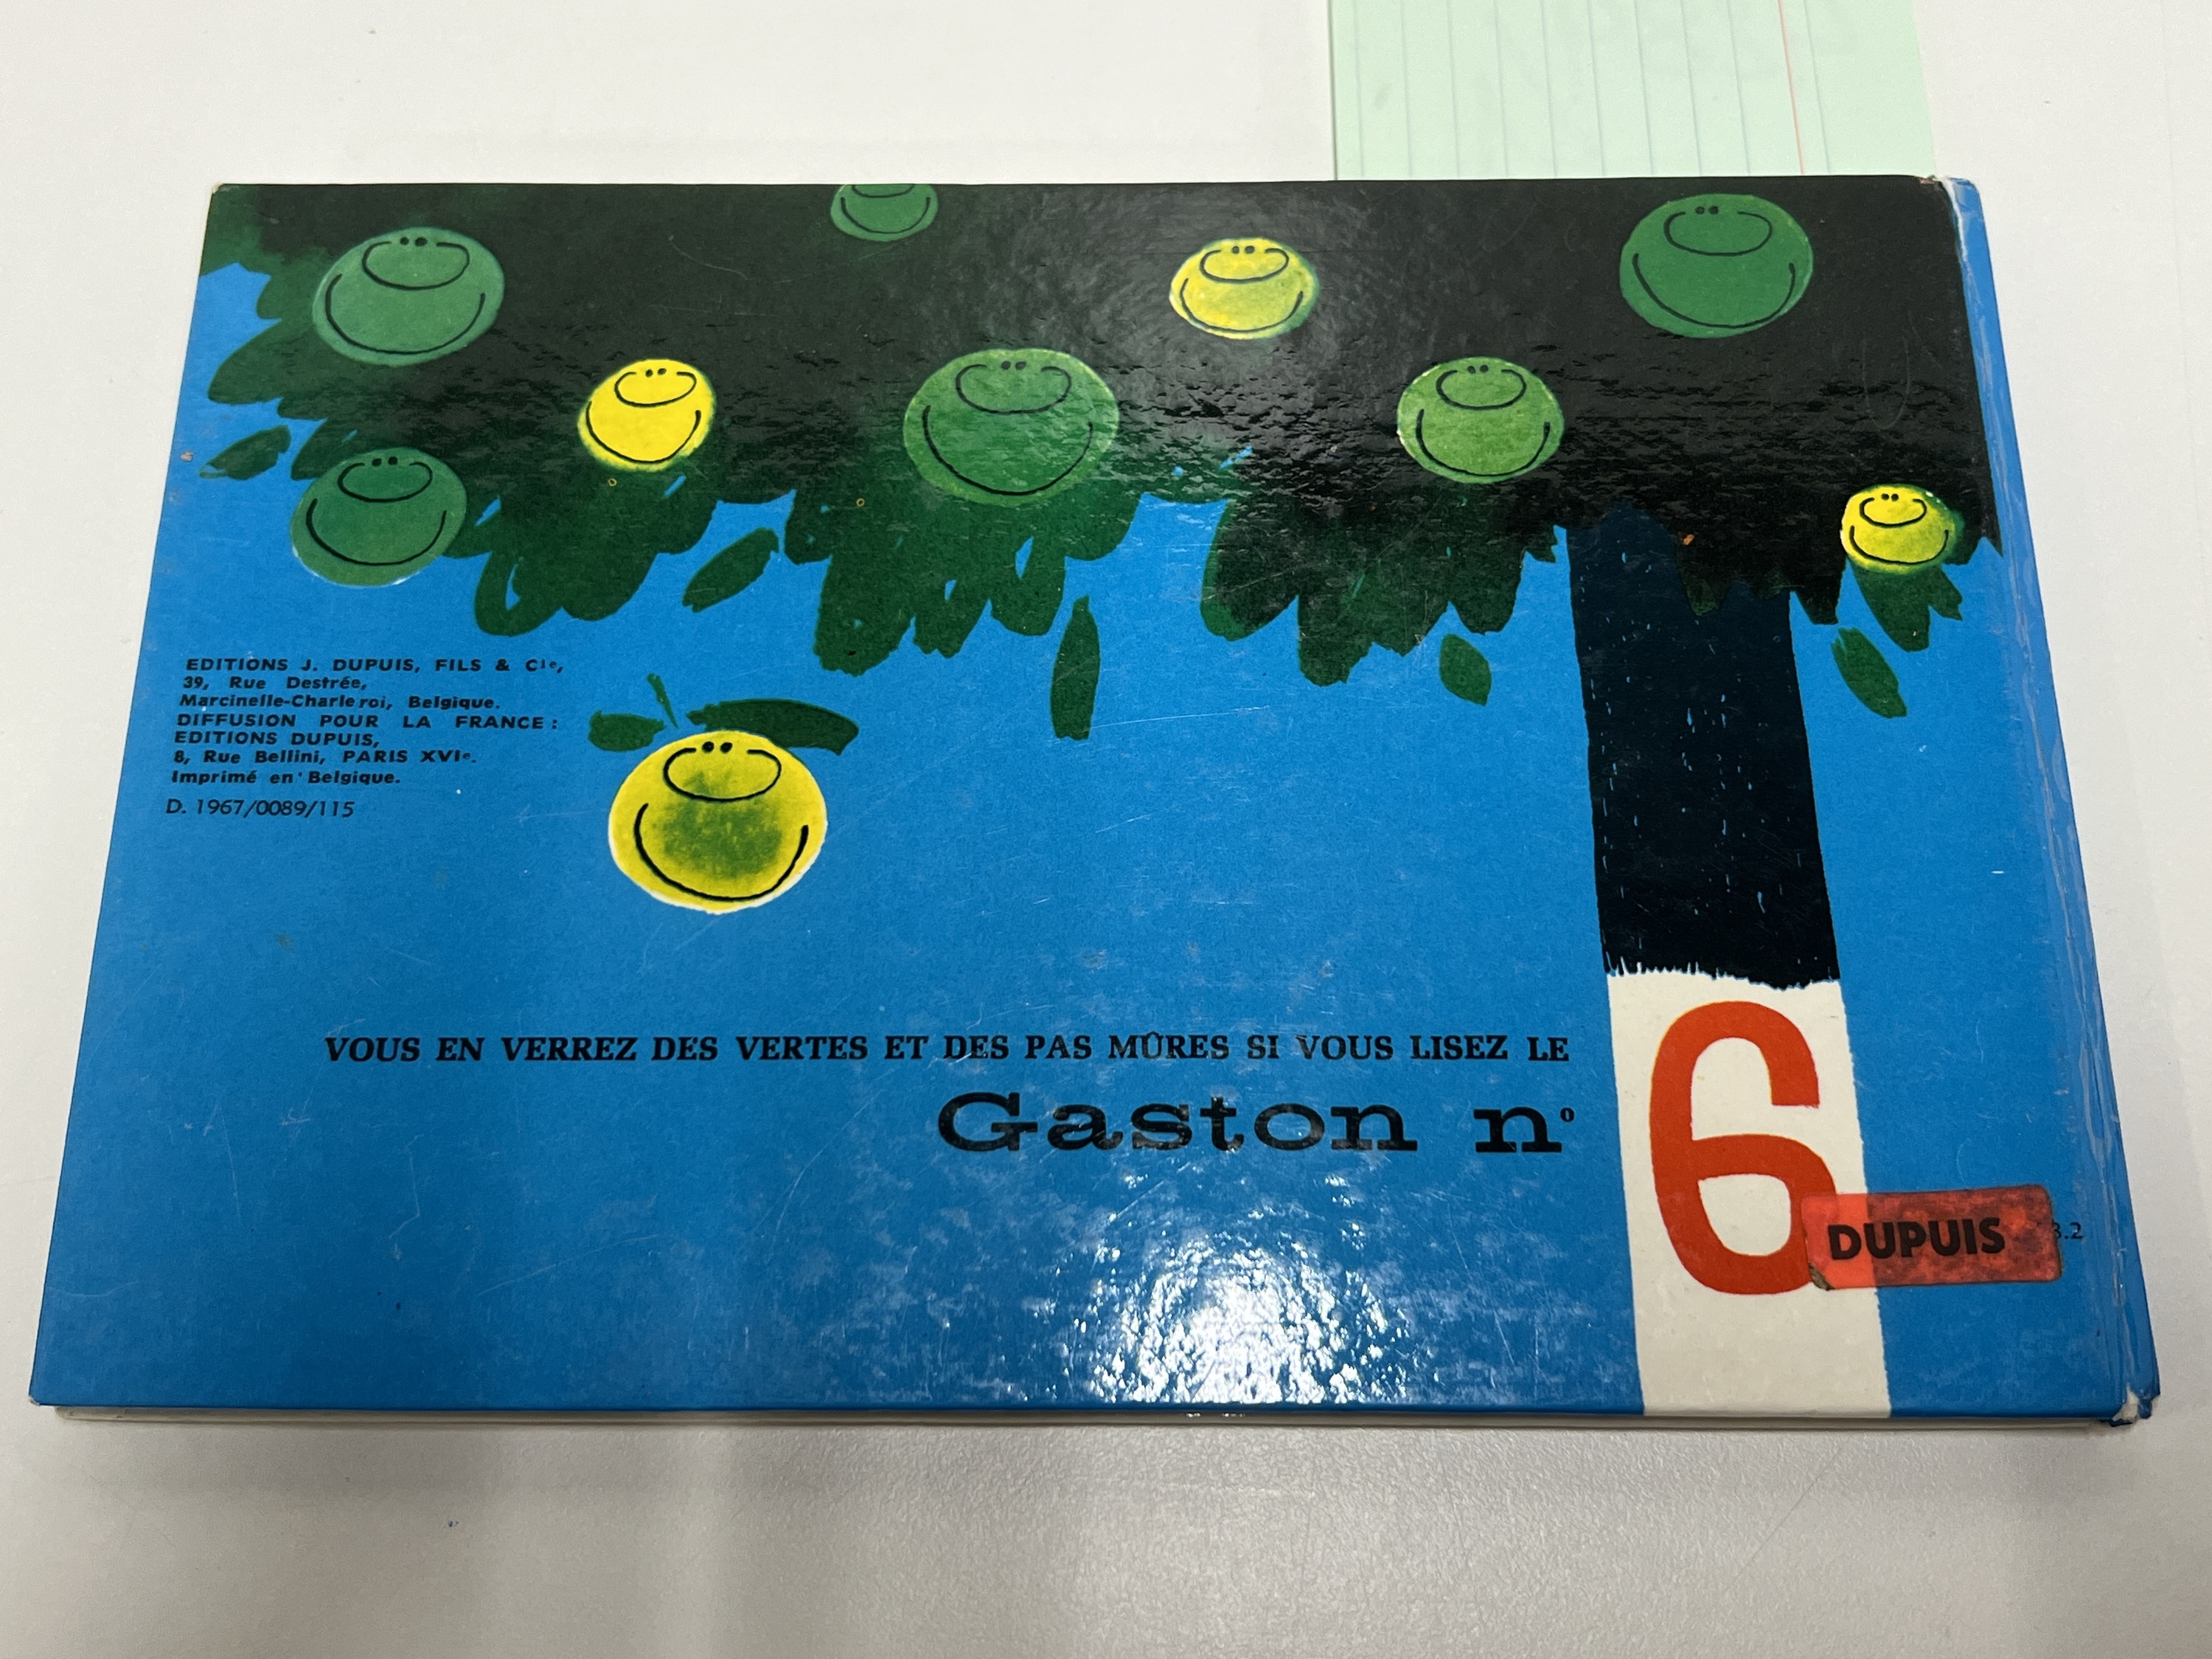 EDITIONS J. DUPUIS, FILS & Cie,
39, Rue Destrée,
Marcinelle-Charleroi, Belgique.
DIFFUSION POUR LA FRANCE :
EDITIONS DUPUIS,
8, Rue Bellini, PARIS XVIe.
Imprimé en Belgique.
D. 1967/0089/115
VOUS EN VERREZ DES VERTES ET DES PAS MÛRES SI VOUS LISEZ LE
Gaston nº
6
DUPUIS